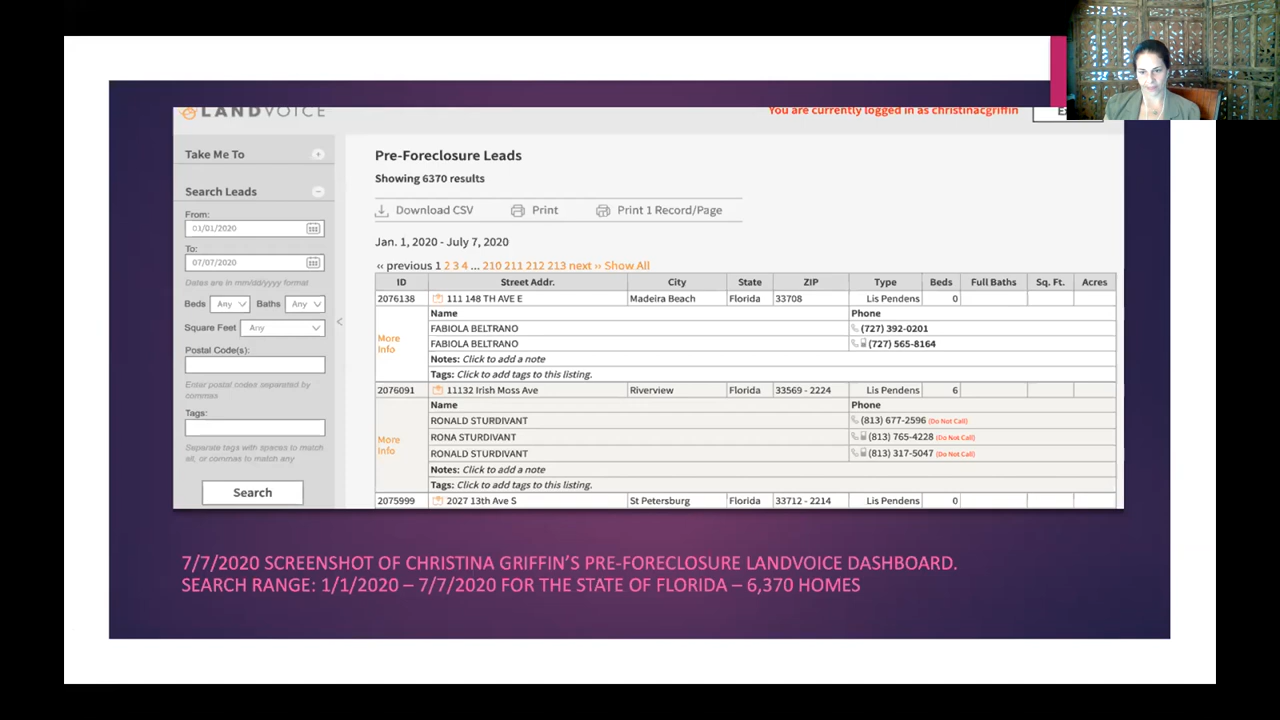 LANDVOICE
You are currently logged in as christinacgriffin
Take Me To
Search Leads
From:
01/01/2020
To:
07/07/2020
Dates are in mm/dd/yyyy format
Beds Any Baths Any
Square Feet Any
Postal Code(s):
Enter postal codes separated by
commas
Tags:
Separate tags with spaces to match
all, or commas to match any
Search
Pre-Foreclosure Leads
Showing 6370 results
Download CSV Print Print 1 Record/Page
Jan. 1, 2020 - July 7, 2020
‹‹ previous 1 2 3 4 ... 210 211 212 213 next ›› Show All
ID Street Addr. City State ZIP Type Beds Full Baths Sq. Ft. Acres
2076138 111 148 TH AVE E Madeira Beach Florida 33708 Lis Pendens 0
More
Info
Name Phone
FABIOLA BELTRANO (727) 392-0201
FABIOLA BELTRANO (727) 565-8164
Notes: Click to add a note
Tags: Click to add tags to this listing.
2076091 11132 Irish Moss Ave Riverview Florida 33569 - 2224 Lis Pendens 6
More
Info
Name Phone
RONALD STURDIVANT (813) 677-2596 (Do Not Call)
RONA STURDIVANT (813) 765-4228 (Do Not Call)
RONALD STURDIVANT (813) 317-5047 (Do Not Call)
Notes: Click to add a note
Tags: Click to add tags to this listing.
2075999 2027 13th Ave S St Petersburg Florida 33712 - 2214 Lis Pendens 0
7/7/2020 SCREENSHOT OF CHRISTINA GRIFFIN'S PRE-FORECLOSURE LANDVOICE DASHBOARD.
SEARCH RANGE: 1/1/2020 – 7/7/2020 FOR THE STATE OF FLORIDA – 6,370 HOMES